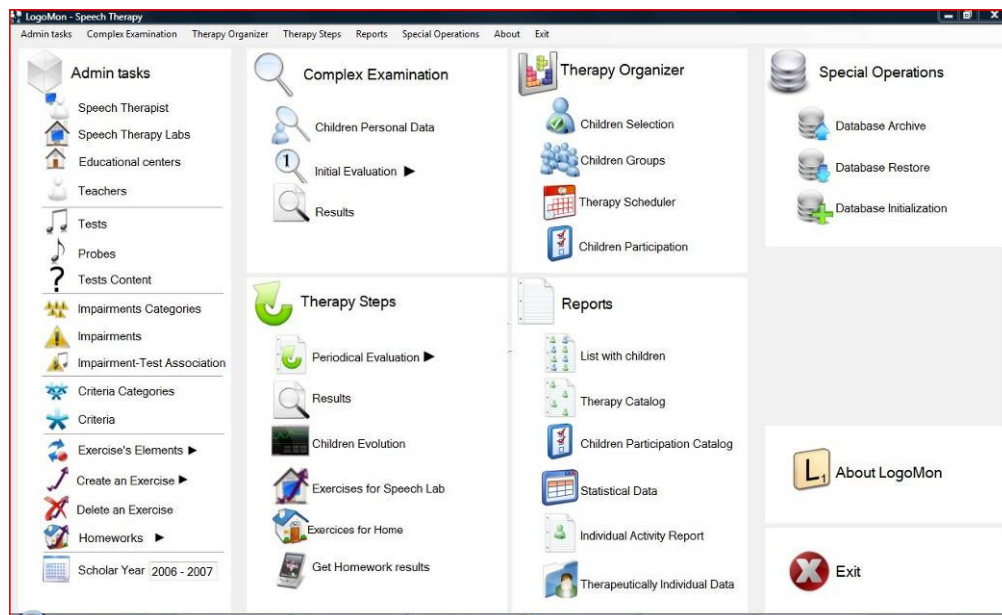 LogoMon - Speech Therapy
Admin tasks Complex Examination Therapy Organizer Therapy Steps Reports Special Operations About Exit
Admin tasks
Speech Therapist
Speech Therapy Labs
Educational centers
Teachers
Tests
Probes
Tests Content
Impairments Categories
Impairments
Impairment-Test Association
Criteria Categories
Criteria
Exercise's Elements
Create an Exercise
Delete an Exercise
Homeworks
Scholar Year 2006 - 2007
Complex Examination
Children Personal Data
1
Initial Evaluation
Results
Therapy Organizer
Children Selection
Children Groups
Therapy Scheduler
Children Participation
Special Operations
Database Archive
Database Restore
Database Initialization
Therapy Steps
Periodical Evaluation
Results
Children Evolution
Exercises for Speech Lab
Exercices for Home
Get Homework results
Reports
List with children
Therapy Catalog
Children Participation Catalog
Statistical Data
Individual Activity Report
Therapeutically Individual Data
L1
About LogoMon
Exit